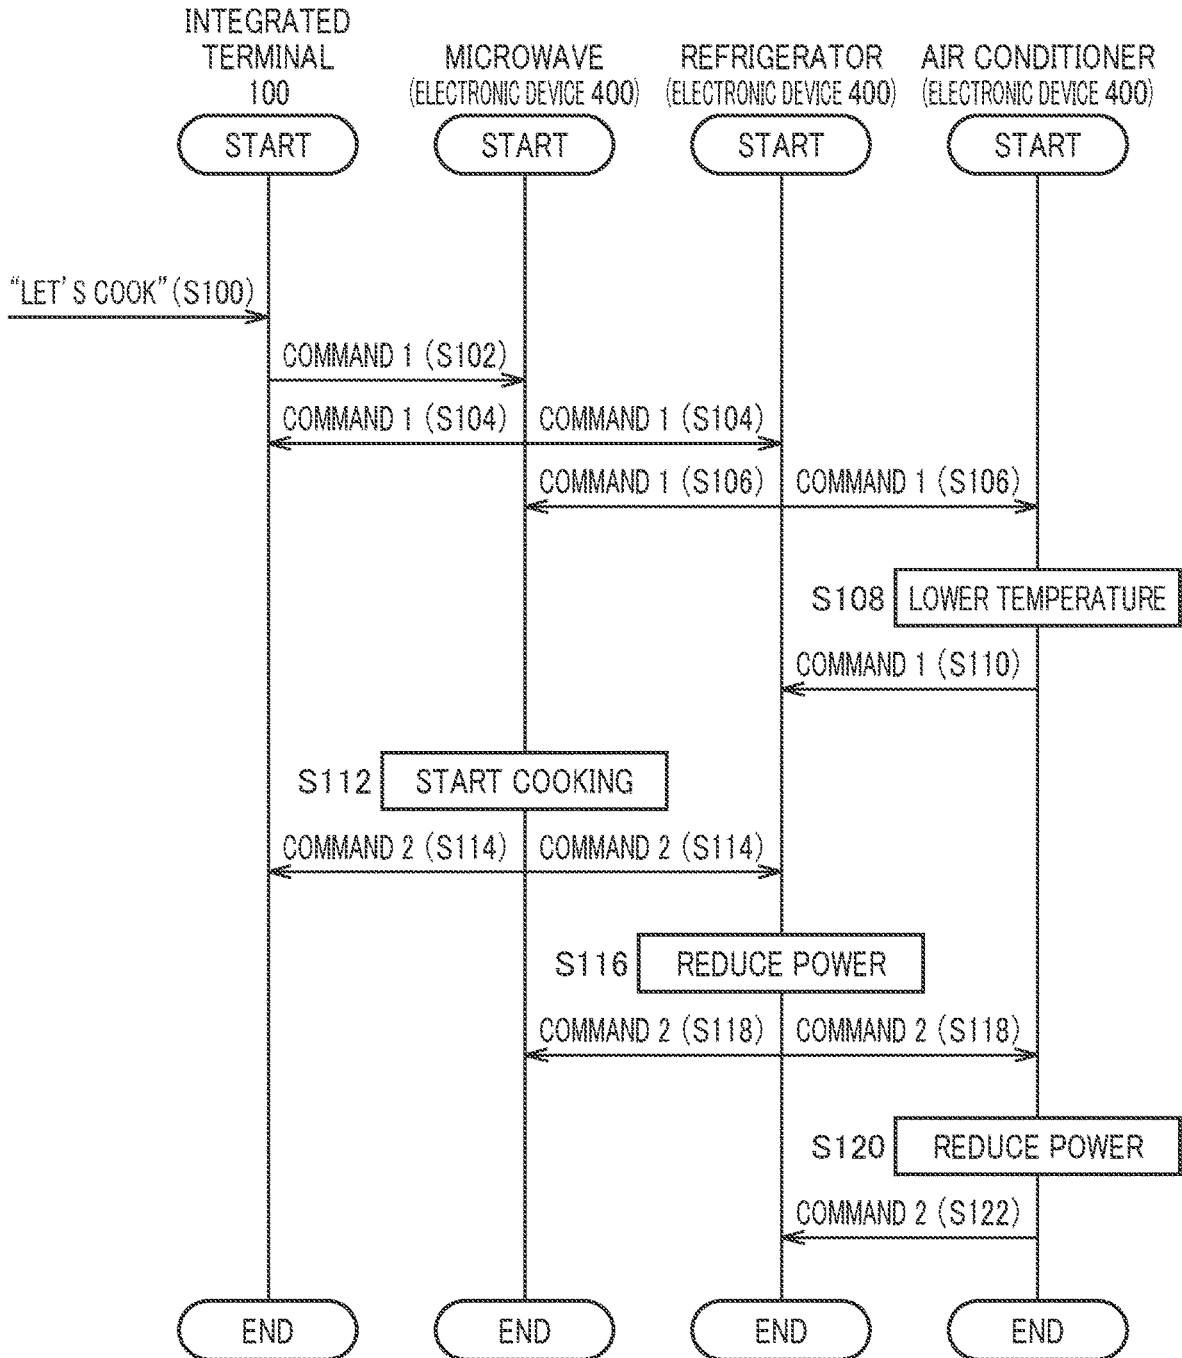 INTEGRATED
TERMINAL
100
MICROWAVE
(ELECTRONIC DEVICE 400)
REFRIGERATOR
(ELECTRONIC DEVICE 400)
AIR CONDITIONER
(ELECTRONIC DEVICE 400)
START
START
START
START
“LET’S COOK” (S100)
COMMAND 1 (S102)
COMMAND 1 (S104)
COMMAND 1 (S104)
COMMAND 1 (S106)
COMMAND 1 (S106)
S108
LOWER TEMPERATURE
COMMAND 1 (S110)
S112
START COOKING
COMMAND 2 (S114)
COMMAND 2 (S114)
S116
REDUCE POWER
COMMAND 2 (S118)
COMMAND 2 (S118)
S120
REDUCE POWER
COMMAND 2 (S122)
END
END
END
END